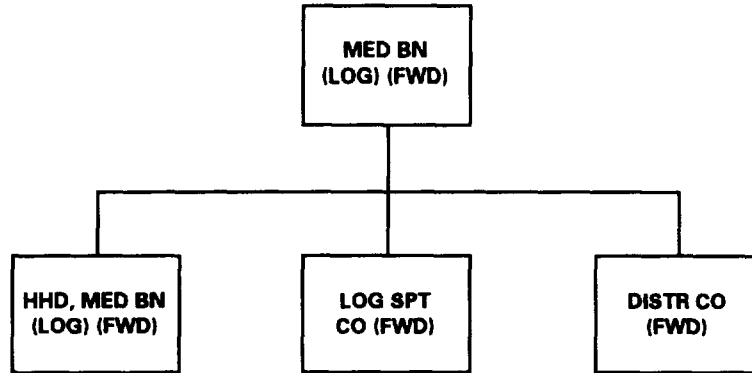 MED BN
(LOG) (FWD)
HHD, MED BN
(LOG) (FWD)
LOG SPT
CO (FWD)
DISTR CO
(FWD)